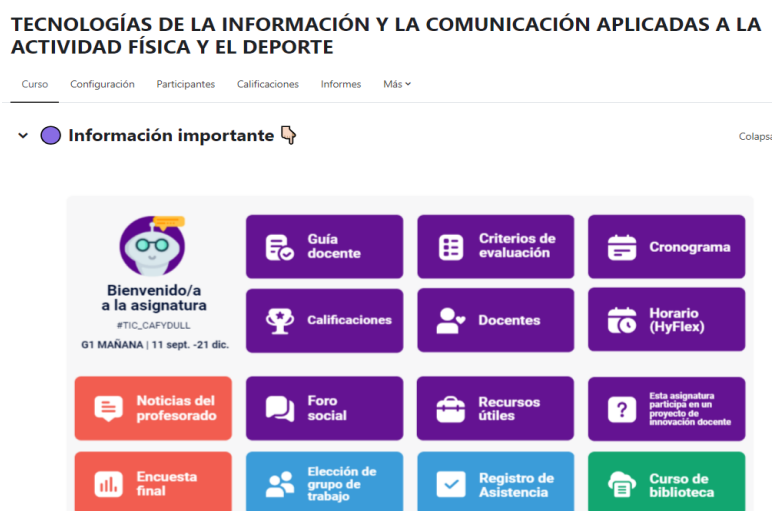 TECNOLOGÍAS DE LA INFORMACIÓN Y LA COMUNICACIÓN APLICADAS A LA
ACTIVIDAD FÍSICA Y EL DEPORTE
Curso Configuración Participantes Calificaciones Informes Más
Información importante
Colapsa
Bienvenido/a
a la asignatura
#TIC_CAFYDULL
G1 MAÑANA | 11 sept. -21 dic.
Guía
docente
Criterios de
evaluación
Cronograma
Calificaciones
Docentes
Horario
(HyFlex)
Noticias del
profesorado
Foro
social
Recursos
útiles
Esta asignatura
participa en un
proyecto de
innovación docente
Encuesta
final
Elección de
grupo de
trabajo
Registro de
Asistencia
Curso de
biblioteca